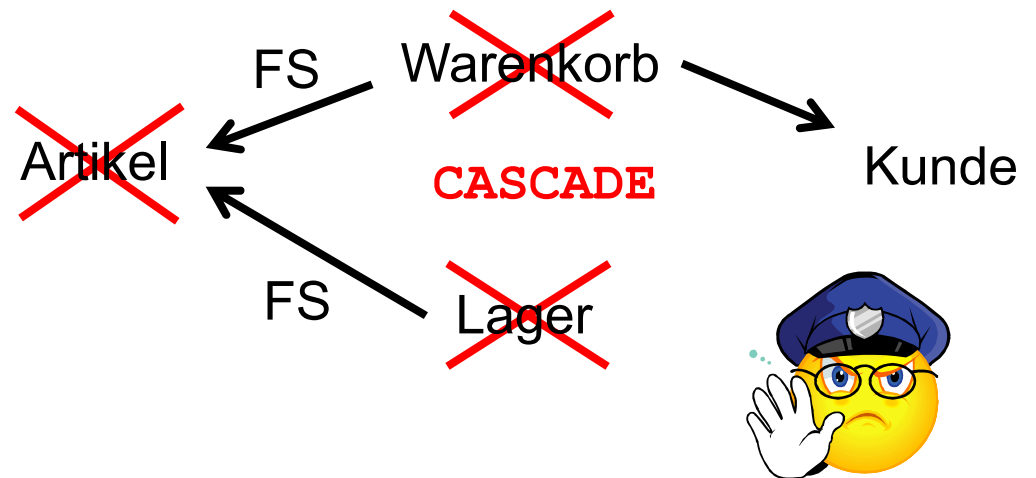 FS
Warenkorb
Artikel
CASCADE
Kunde
FS
Lager